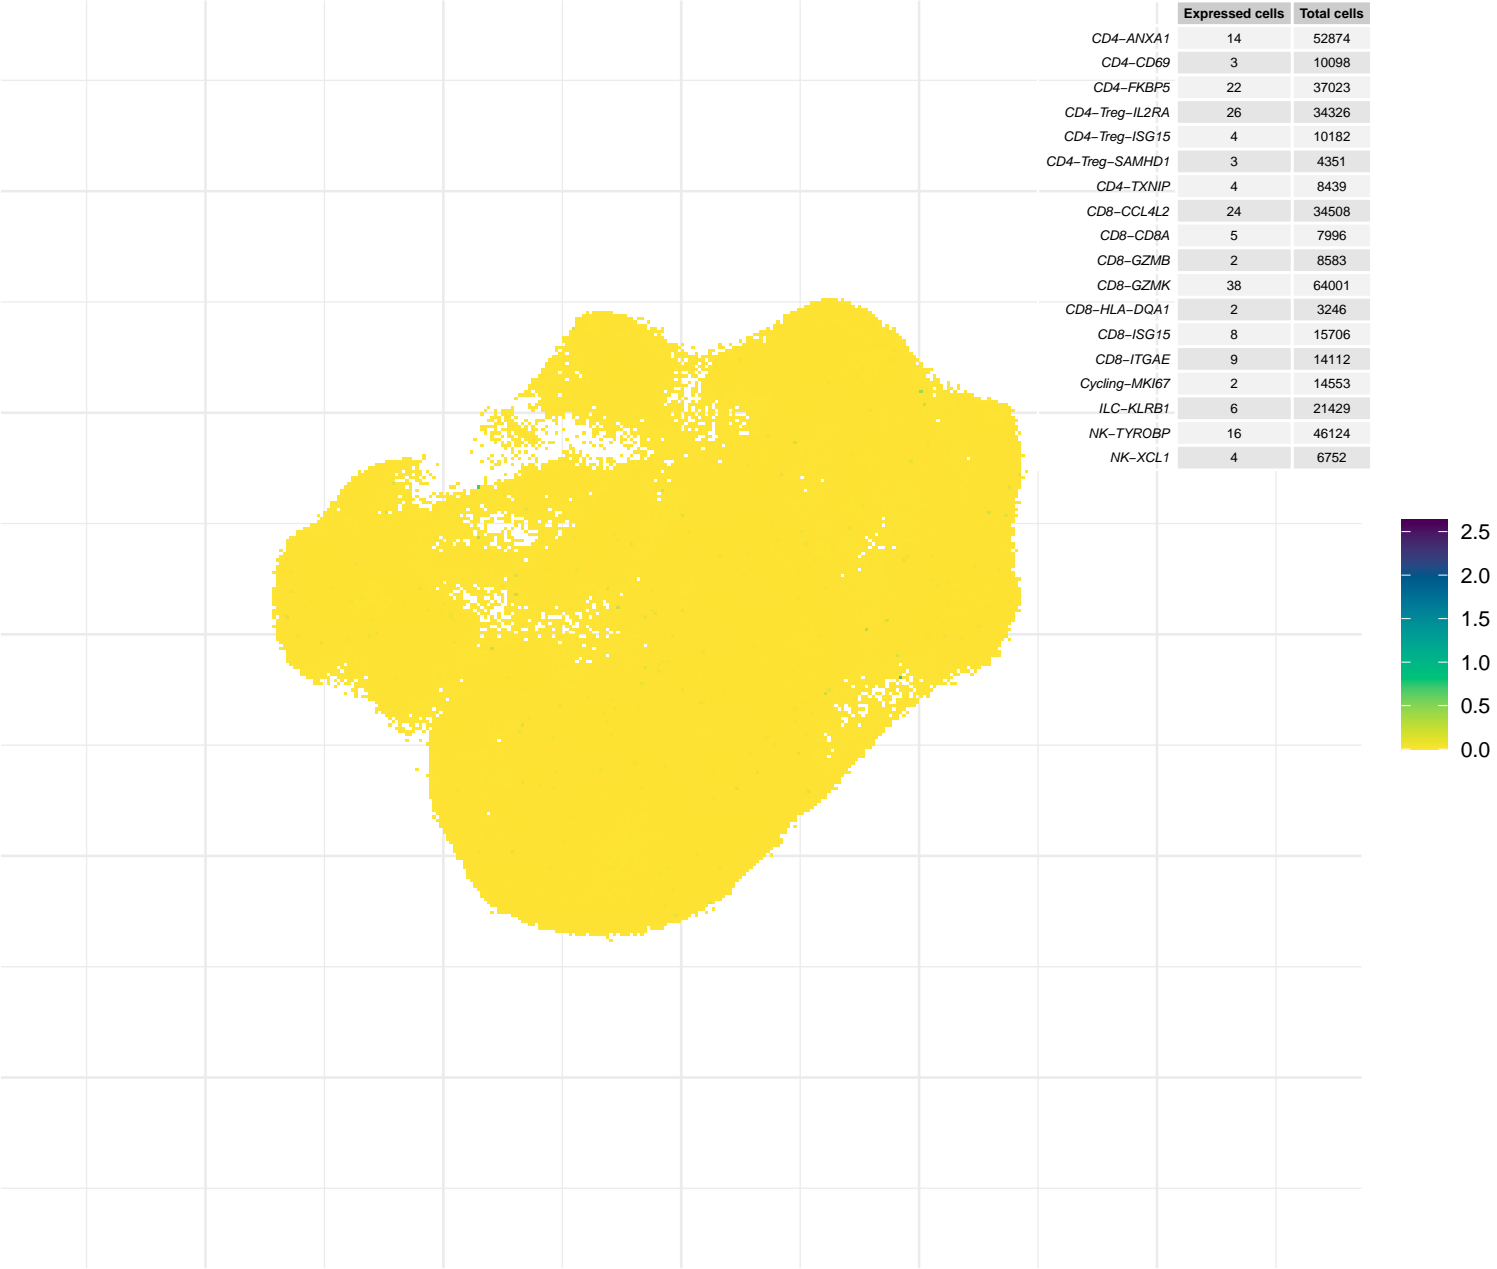 Expressed cells Total cells
CD4−ANXA1 14 52874
CD4−CD69 3 10098
CD4−FKBP5 22 37023
CD4−Treg−IL2RA 26 34326
CD4−Treg−ISG15 4 10182
CD4−Treg−SAMHD1 3 4351
CD4−TXNIP 4 8439
CD8−CCL4L2 24 34508
CD8−CD8A 5 7996
CD8−GZMB 2 8583
CD8−GZMK 38 64001
CD8−HLA−DQA1 2 3246
CD8−ISG15 8 15706
CD8−ITGAE 9 14112
Cycling−MKI67 2 14553
ILC−KLRB1 6 21429
NK−TYROBP 16 46124
NK−XCL1 4 6752
2.5
2.0
1.5
1.0
0.5
0.0